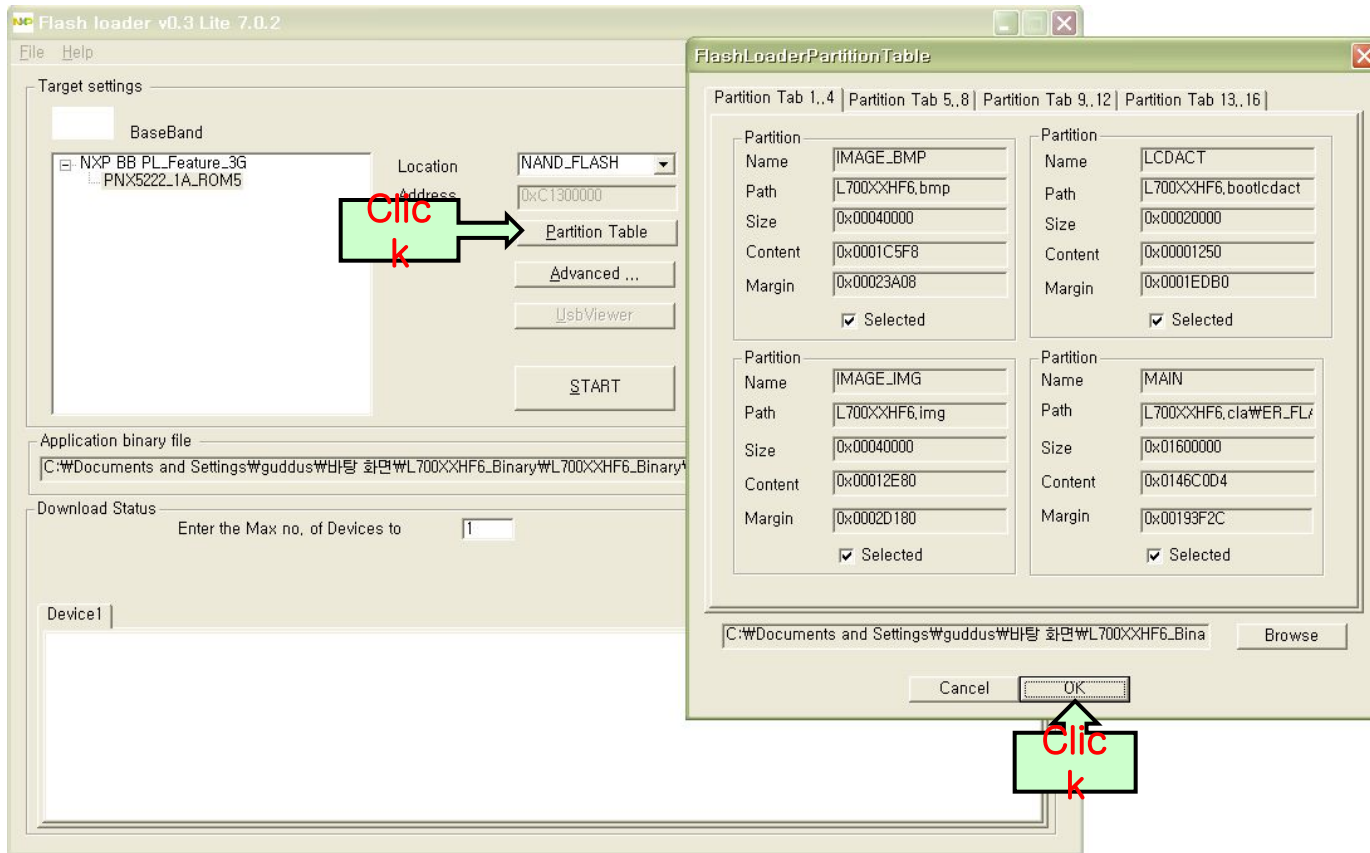 NXP Flash loader v0.3 Lite 7.0.2
File Help
Target settings
BaseBand
NXP BB PL_Feature_3G
PNX5222_1A_ROM5
Location NAND_FLASH
Address 0xC1300000
Click
Partition Table
Advanced ...
UsbViewer
START
Application binary file
C:₩Documents and Settings₩guddus₩바탕 화면₩L700XXHF6_Binary₩L700XXHF6_Binary₩
Download Status
Enter the Max no, of Devices to 1
Device1
FlashLoaderPartitionTable
Partition Tab 1,,4 Partition Tab 5,,8 Partition Tab 9,,12 Partition Tab 13,,16
Partition
Name IMAGE_BMP
Path L700XXHF6,bmp
Size 0x00040000
Content 0x0001C5F8
Margin 0x00023A08
Selected
Partition
Name LCDACT
Path L700XXHF6,bootlcdact
Size 0x00020000
Content 0x00001250
Margin 0x0001EDB0
Selected
Partition
Name IMAGE_IMG
Path L700XXHF6,img
Size 0x00040000
Content 0x00012E80
Margin 0x0002D180
Selected
Partition
Name MAIN
Path L700XXHF6,cla₩ER_FLA
Size 0x01600000
Content 0x0146C0D4
Margin 0x00193F2C
Selected
C:₩Documents and Settings₩guddus₩바탕 화면₩L700XXHF6_Bina Browse
Cancel OK
Click